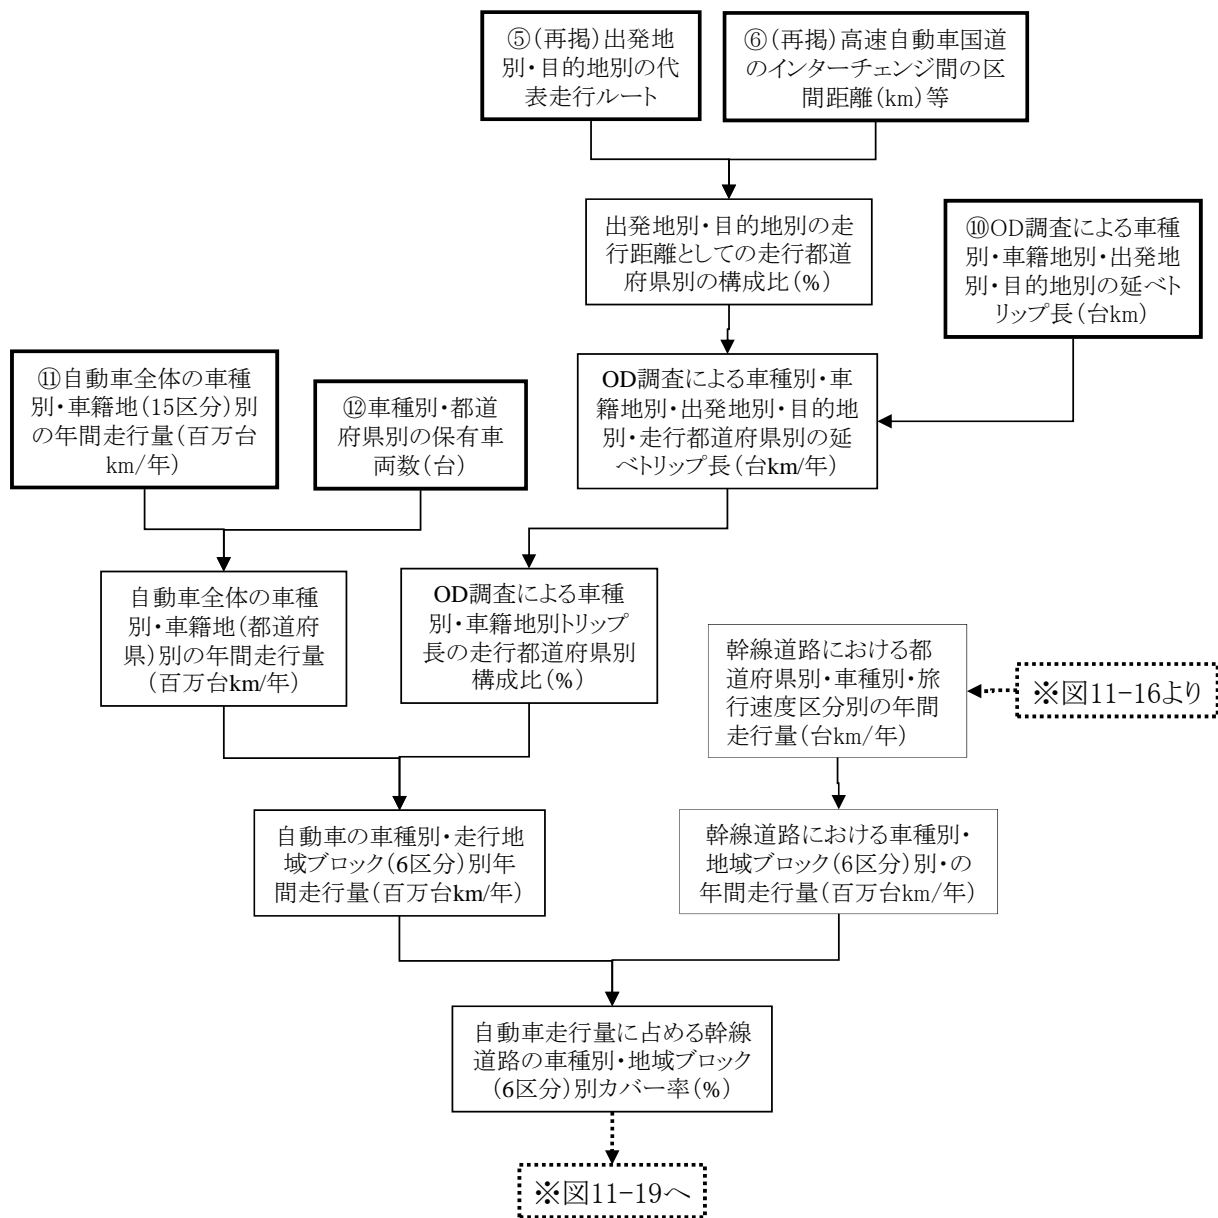 ⑤(再掲)出発地
別・目的地別の代
表走行ルート
⑥(再掲)高速自動車国道
のインターチェンジ間の区
間距離(km)等
出発地別・目的地別の走
行距離としての走行都道
府県別の構成比(%)
⑩OD調査による車種
別・車籍地別・出発地
別・目的地別の延べト
リップ長(台km)
⑪自動車全体の車種
別・車籍地(15区分)別
の年間走行量(百万台
km/年)
⑫車種別・都道
府県別の保有車
両数(台)
OD調査による車種別・車
籍地別・出発地別・目的地
別・走行都道府県別の延
べトリップ長(台km/年)
自動車全体の車種
別・車籍地(都道府
県)別の年間走行量
(百万台km/年)
OD調査による車種
別・車籍地別トリップ
長の走行都道府県別
構成比(%)
幹線道路における都
道府県別・車種別・旅
行速度区分別の年間
走行量(台km/年)
※図11-16より
自動車の車種別・走行地
域ブロック(6区分)別年
間走行量(百万台km/年)
幹線道路における車種別・
地域ブロック(6区分)別・の
年間走行量(百万台km/年)
自動車走行量に占める幹線
道路の車種別・地域ブロック
(6区分)別カバー率(%)
※図11-19へ